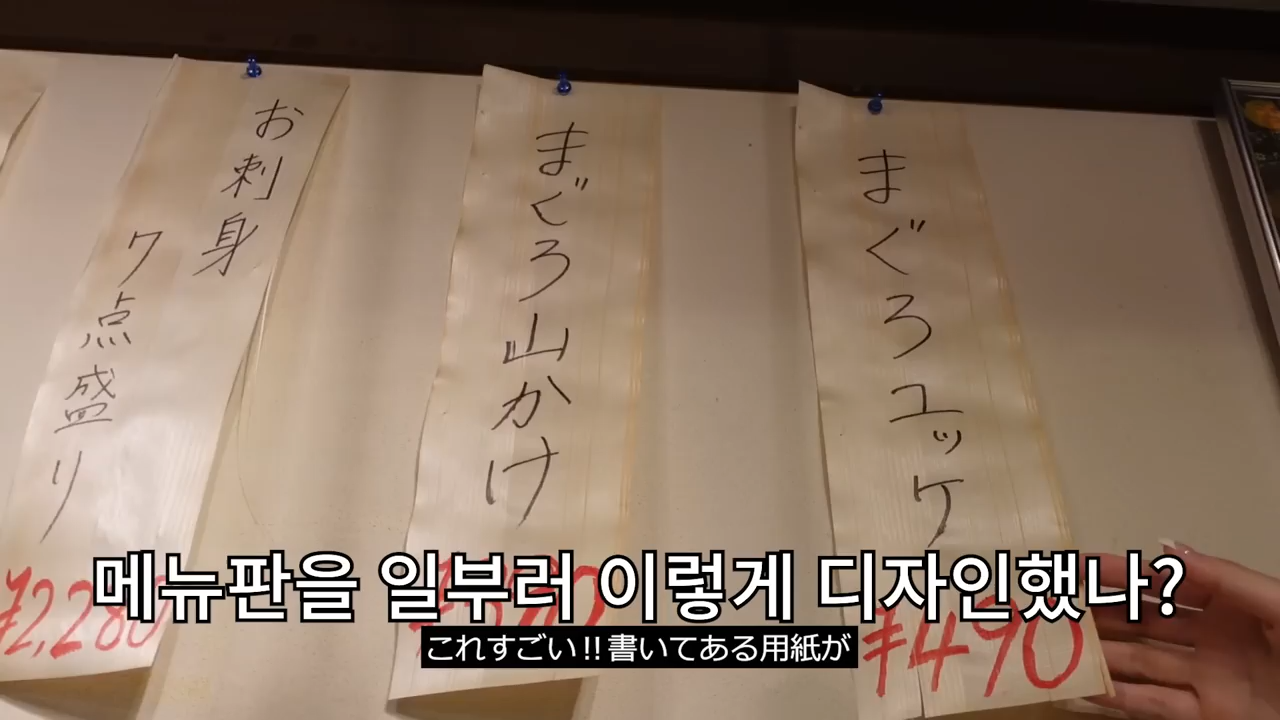 まぐろユッケ
¥490
まぐろ山かけ
お刺身
7点盛り
¥2,280
메뉴판을 일부러 이렇게 디자인했나?
これすごい!!書いてある用紙が